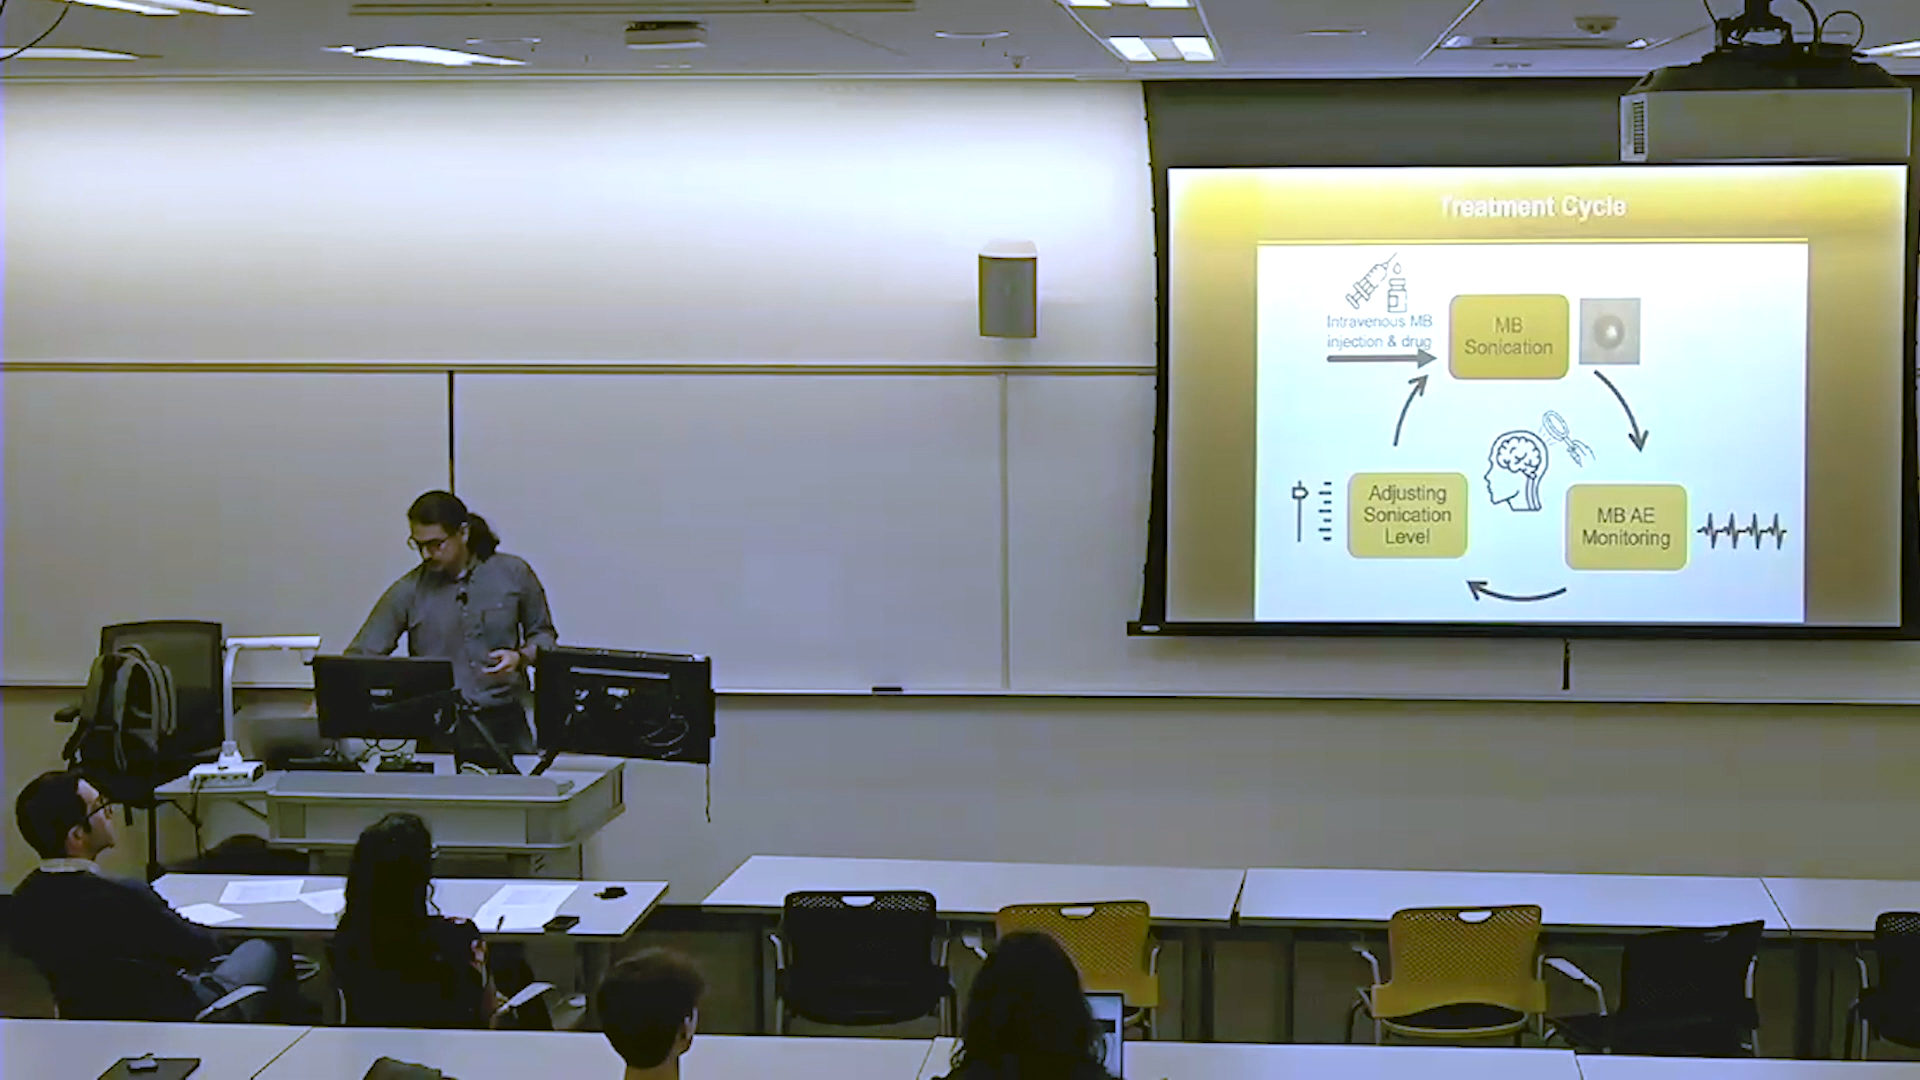 Treatment Cycle
Intravenous MB
injection & drug
MB
Sonication
Adjusting
Sonication
Level
MB AE
Monitoring